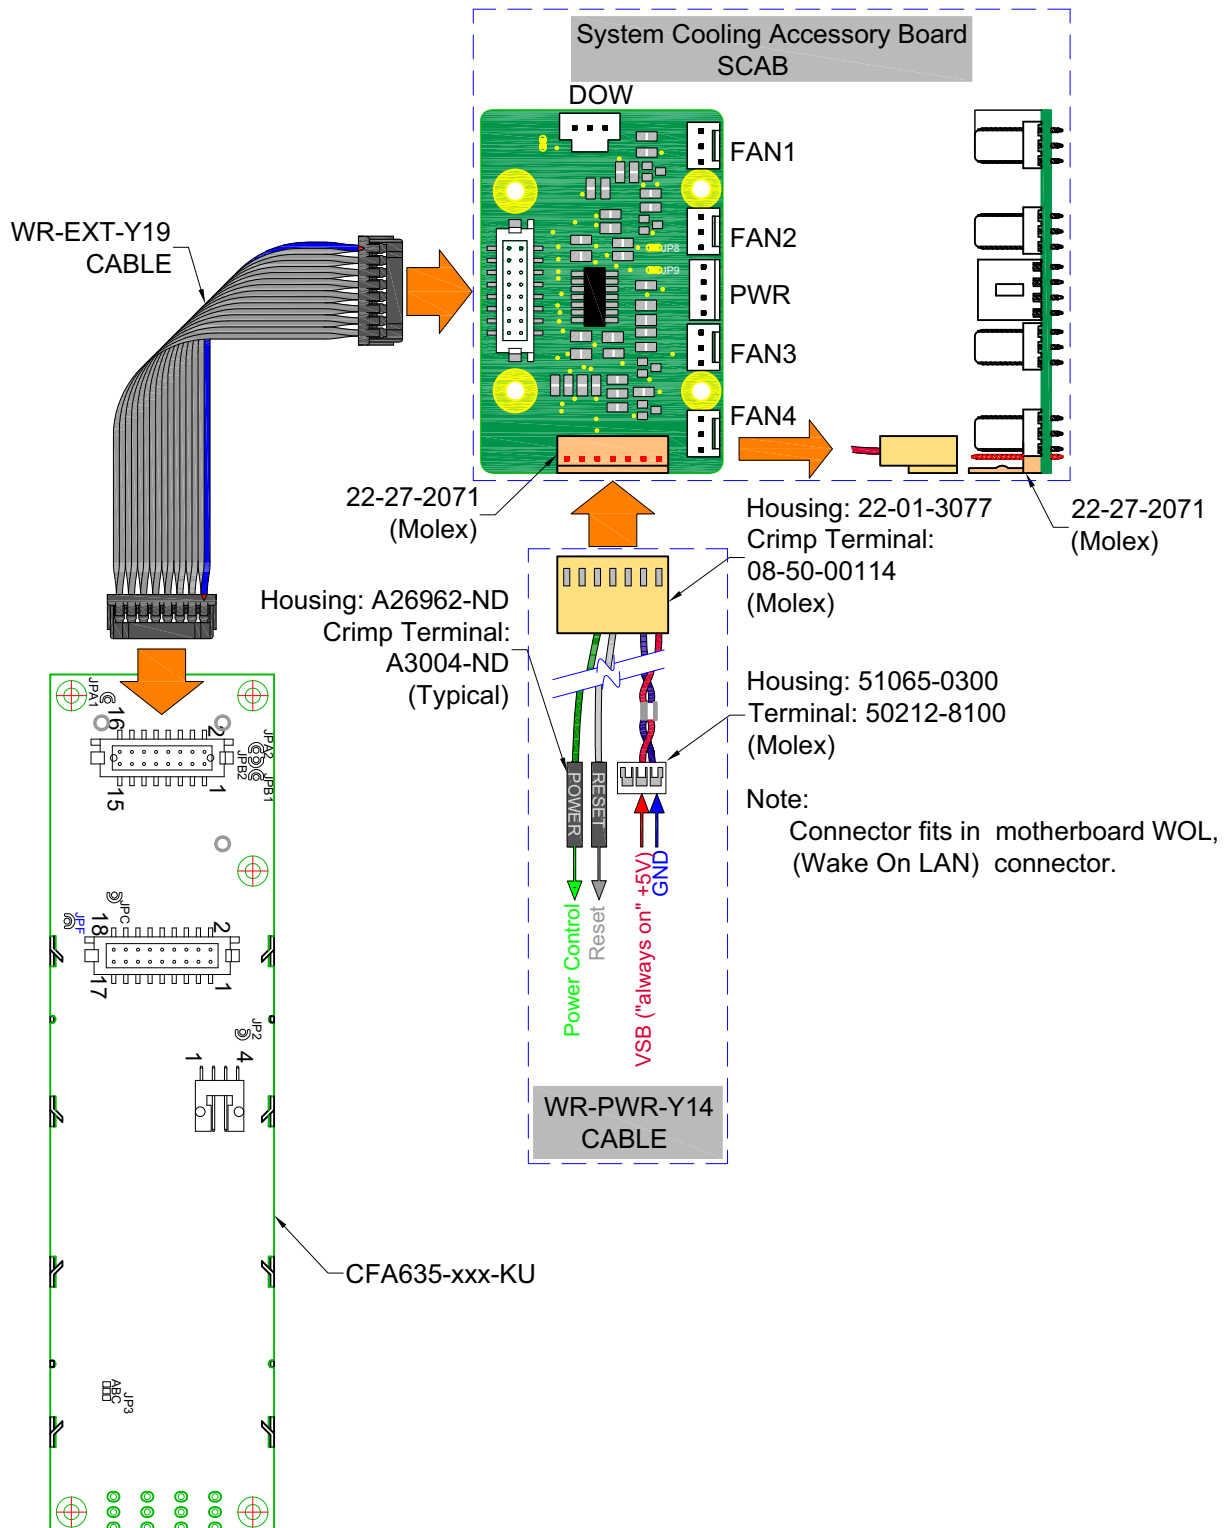 System Cooling Accessory Board
SCAB
DOW
FAN1
FAN2
JP8
JP9
PWR
FAN3
FAN4
WR-EXT-Y19
CABLE
22-27-2071
(Molex)
Housing: 22-01-3077
Crimp Terminal:
08-50-00114
(Molex)
22-27-2071
(Molex)
Housing: A26962-ND
Crimp Terminal:
A3004-ND
(Typical)
Housing: 51065-0300
Terminal: 50212-8100
(Molex)
Note:
Connector fits in motherboard WOL,
(Wake On LAN) connector.
POWER
RESET
Power Control
Reset
VSB ("always on" +5V)
GND
WR-PWR-Y14
CABLE
JPA1
16
2
JPA2
JPB2
JPB1
15
1
JPC
JPF
18
2
17
1
JP2
1
4
CFA635-xxx-KU
ABC
JP3